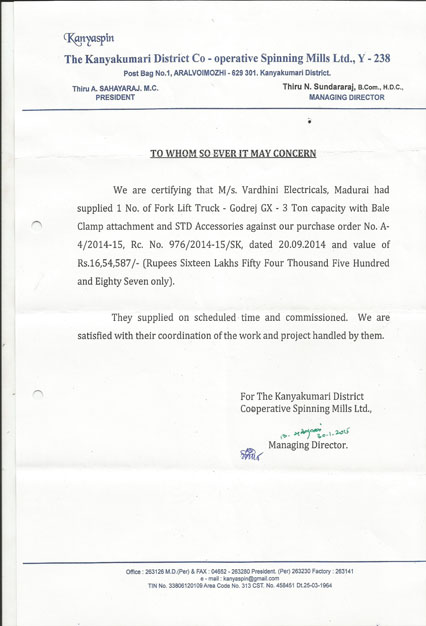 Kanyaspin
The Kanyakumari District Co - operative Spinning Mills Ltd., Y - 238
Post Bag No.1, ARALVOIMOZHI - 629 301. Kanyakumari District.
Thiru A. SAHAYARAJ. M.C.
PRESIDENT
Thiru N. Sundararaj, B.Com., H.D.C.,
MANAGING DIRECTOR
TO WHOM SO EVER IT MAY CONCERN
We are certifying that M/s. Vardhini Electricals, Madurai had
supplied 1 No. of Fork Lift Truck - Godrej GX - 3 Ton capacity with Bale
Clamp attachment and STD Accessories against our purchase order No. A-
4/2014-15, Rc. No. 976/2014-15/SK, dated 20.09.2014 and value of
Rs.16,54,587/- (Rupees Sixteen Lakhs Fifty Four Thousand Five Hundred
and Eighty Seven only).
They supplied on scheduled time and commissioned. We are
satisfied with their coordination of the work and project handled by them.
For The Kanyakumari District
Cooperative Spinning Mills Ltd.,
Managing Director.
Office : 263128 M.D.(Per) & FAX : 04652 - 263280 President. (Per) 263230 Factory : 263141
e - mail : kanyaspin@gmail.com
TIN No. 33806120109 Area Code No. 313 CST. No. 458451 Dt.25-03-1964